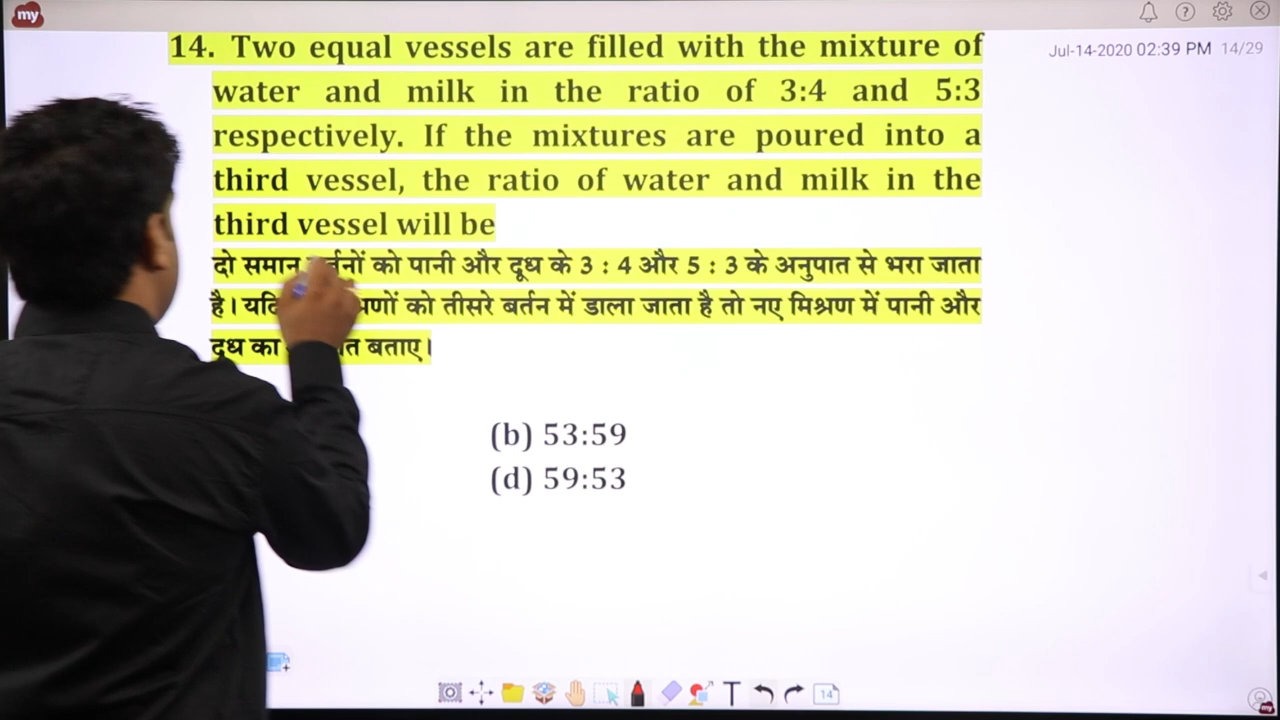 my
Jul-14-2020 02:39 PM 14/29
14. Two equal vessels are filled with the mixture of
water and milk in the ratio of 3:4 and 5:3
respectively. If the mixtures are poured into a
third vessel, the ratio of water and milk in the
third vessel will be
दो समान को पानी और दूध के 3 : 4 और 5 : 3 के अनुपात से भरा जाता
है। यदि को तीसरे बर्तन में डाला जाता है तो नए मिश्रण में पानी और
दूध का बताए।
(b) 53:59
(d) 59:53
T
14
my